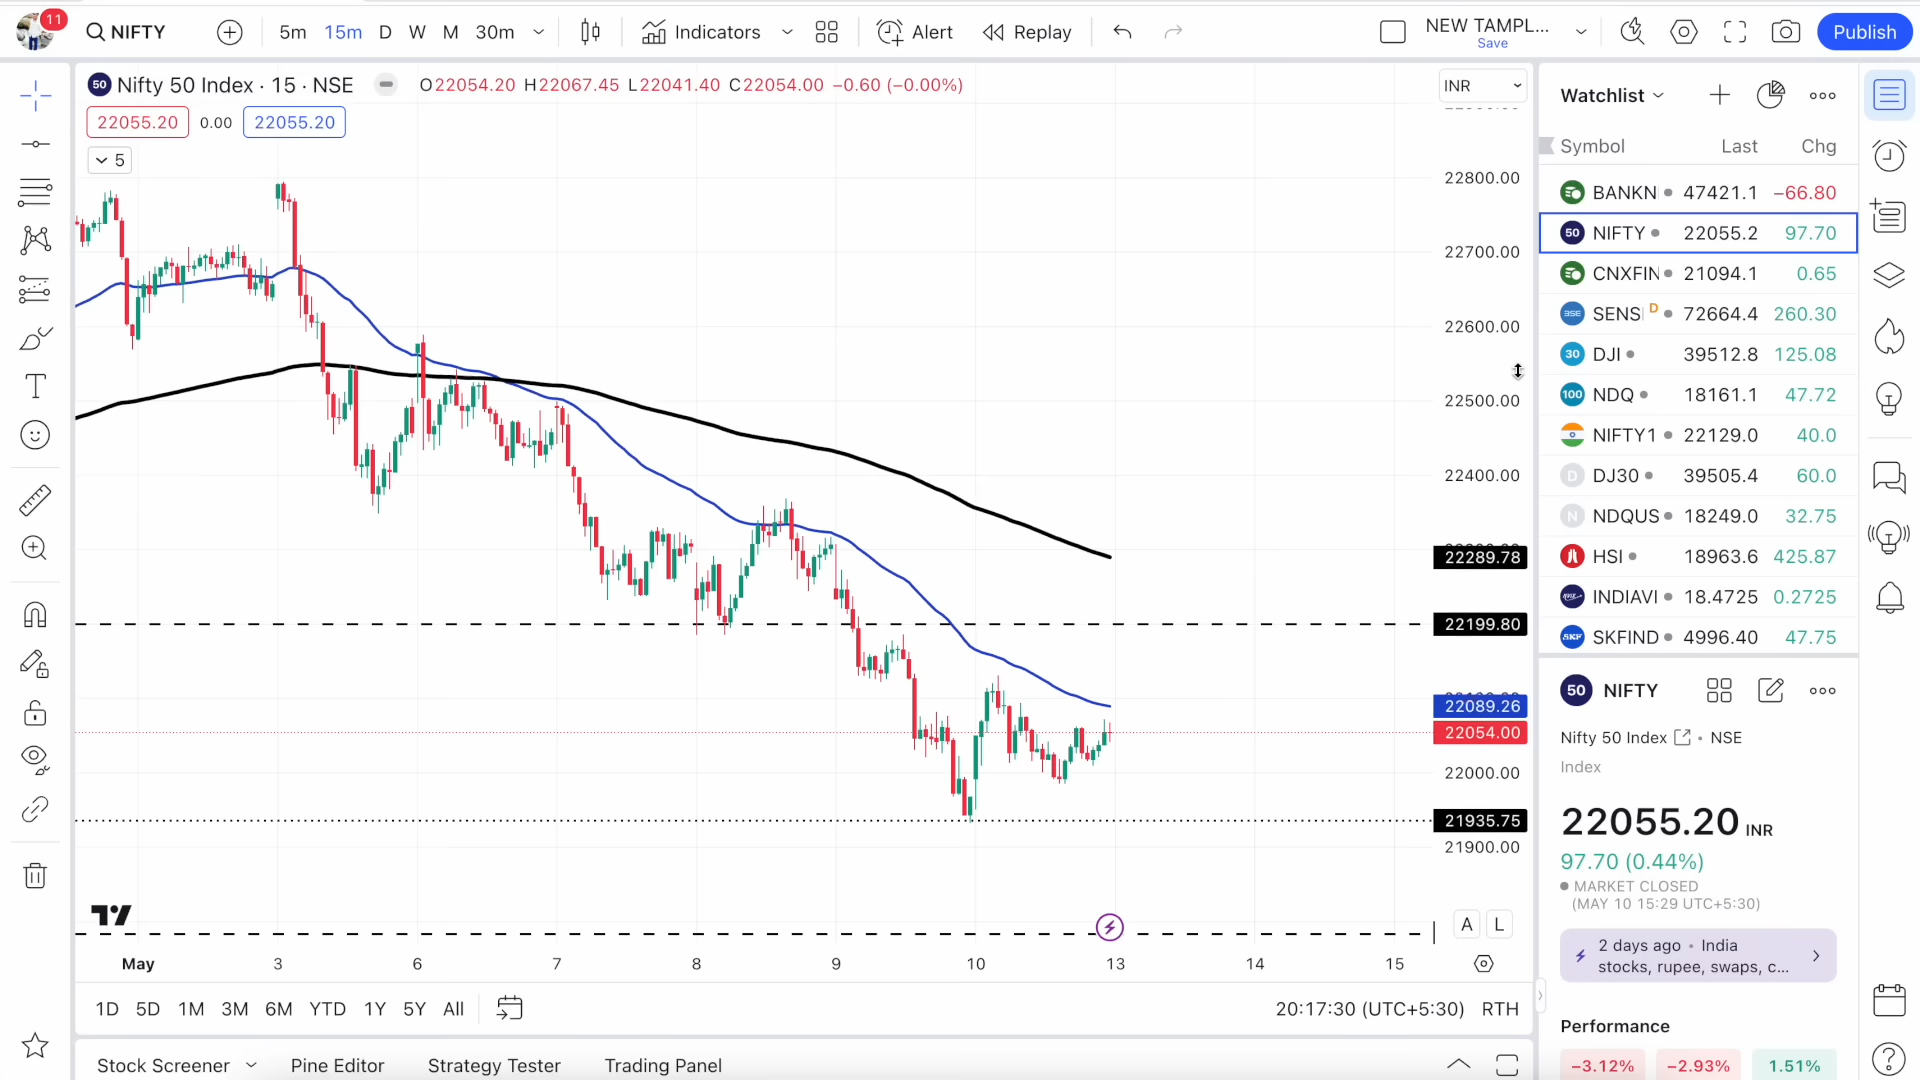 11
NIFTY
5m 15m D W M 30m
Indicators
Alert
Replay
NEW TAMPL...
Save
Publish
50 Nifty 50 Index · 15 · NSE
O22054.20 H22067.45 L22041.40 C22054.00 −0.60 (−0.00%)
22055.20 0.00 22055.20
5
INR
22800.00
22700.00
22600.00
22500.00
22400.00
22289.78
22199.80
22089.26
22054.00
22000.00
21935.75
21900.00
A L
May 3 6 7 8 9 10 13 14 15
1D 5D 1M 3M 6M YTD 1Y 5Y All
20:17:30 (UTC+5:30) RTH
Stock Screener Pine Editor Strategy Tester Trading Panel
Watchlist
Symbol Last Chg
BANKN 47421.1 −66.80
50 NIFTY 22055.2 97.70
CNXFIN 21094.1 0.65
BSE SENS D 72664.4 260.30
30 DJI 39512.8 125.08
100 NDQ 18161.1 47.72
NIFTY1 22129.0 40.0
D DJ30 39505.4 60.0
N NDQUS 18249.0 32.75
HSI 18963.6 425.87
INDIAVI 18.4725 0.2725
SKF SKFIND 4996.40 47.75
50 NIFTY
Nifty 50 Index • NSE
Index
22055.20 INR
97.70 (0.44%)
MARKET CLOSED
(MAY 10 15:29 UTC+5:30)
2 days ago • India
stocks, rupee, swaps, c...
Performance
−3.12% −2.93% 1.51%